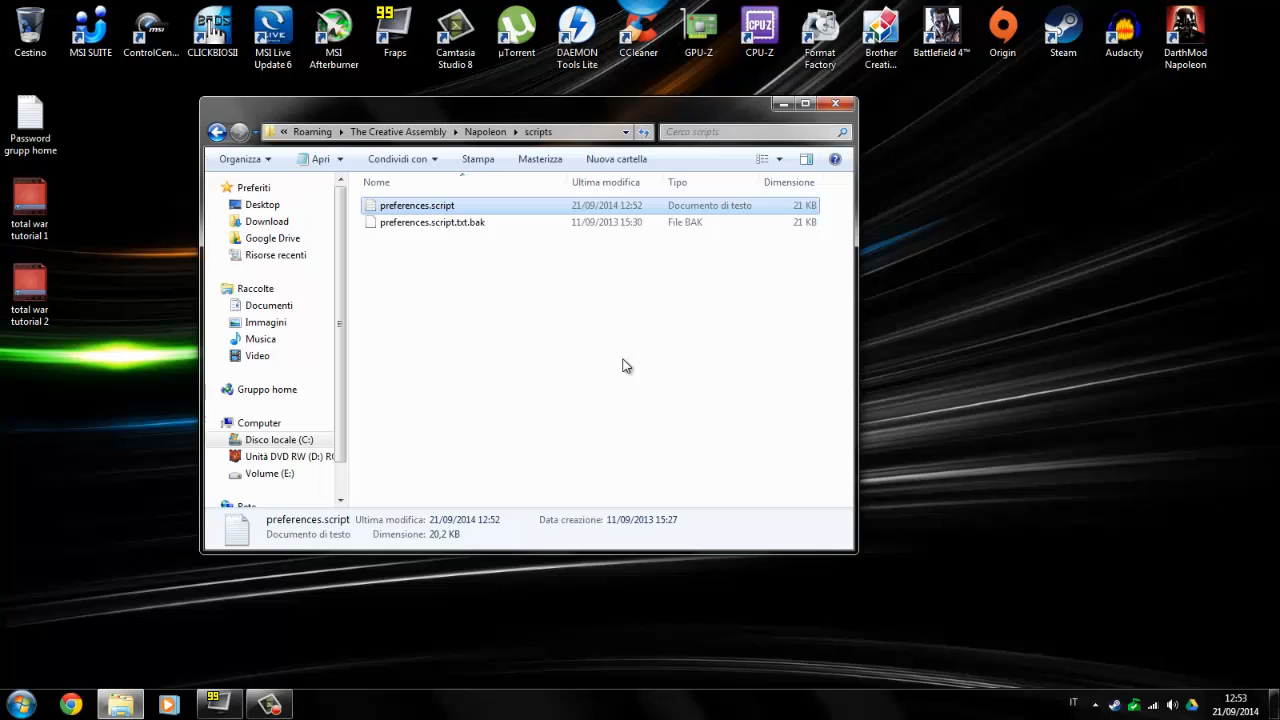 Cestino
MSI SUITE
ControlCen...
CLICKBIOSII
MSI Live
Update 6
MSI
Afterburner
99
Fraps
Camtasia
Studio 8
µTorrent
DAEMON
Tools Lite
CCleaner
GPU-Z
CPU-Z
Format
Factory
Brother
Creati...
Battlefield 4™
Origin
Steam
Audacity
DarthMod
Napoleon
Password
grupp home
total war
tutorial 1
total war
tutorial 2
« Roaming The Creative Assembly Napoleon scripts
Cerca scripts
Organizza Apri Condividi con Stampa Masterizza Nuova cartella
Nome Ultima modifica Tipo Dimensione
preferences.script 21/09/2014 12:52 Documento di testo 21 KB
preferences.script.txt.bak 11/09/2013 15:30 File BAK 21 KB
Preferiti
Desktop
Download
Google Drive
Risorse recenti
Raccolte
Documenti
Immagini
Musica
Video
Gruppo home
Computer
Disco locale (C:)
Unità DVD RW (D:) RO
Volume (E:)
preferences.script Ultima modifica: 21/09/2014 12:52 Data creazione: 11/09/2013 15:27
Documento di testo Dimensione: 20,2 KB
99
IT
12:53
21/09/2014